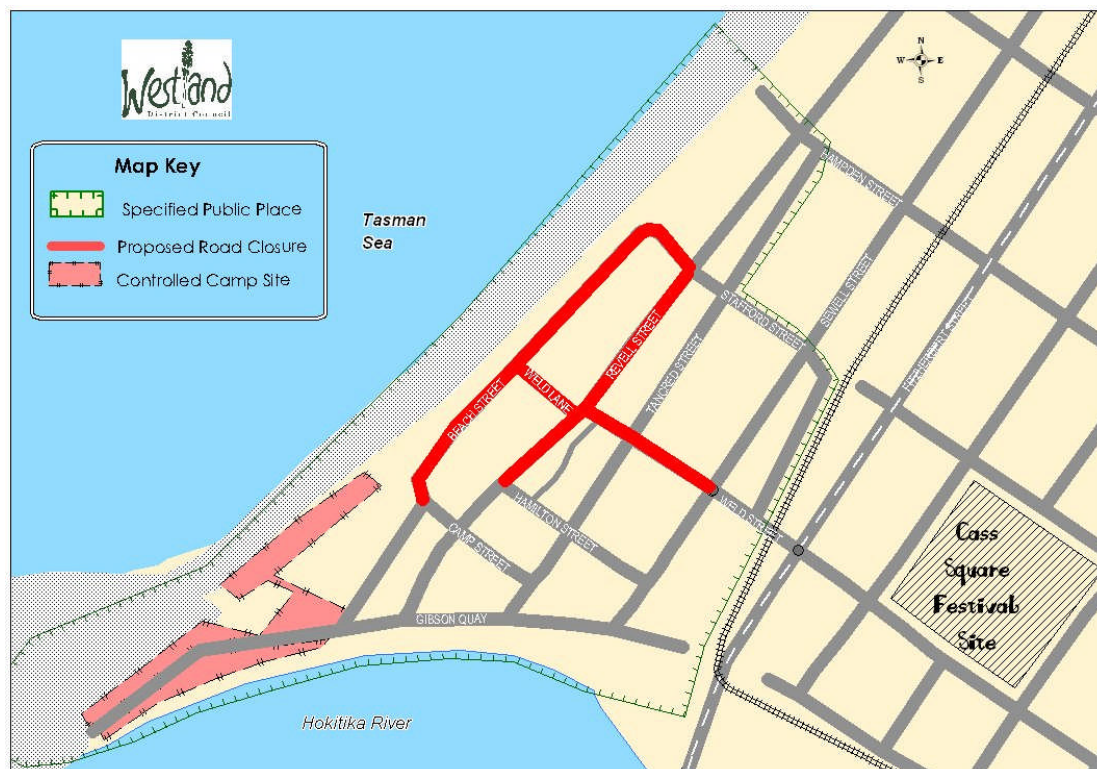 Westland
District Council
Map Key
Specified Public Place
Proposed Road Closure
Controlled Camp Site
Tasman
Sea
N
W E
S
HAMPDEN STREET
SEWELL STREET
STAFFORD STREET
REVELL STREET
TANCRED STREET
WELD LANE
BEACH STREET
HAMILTON STREET
WELD STREET
CAMP STREET
GIBSON QUAY
Cass
Square
Festival
Site
Hokitika River